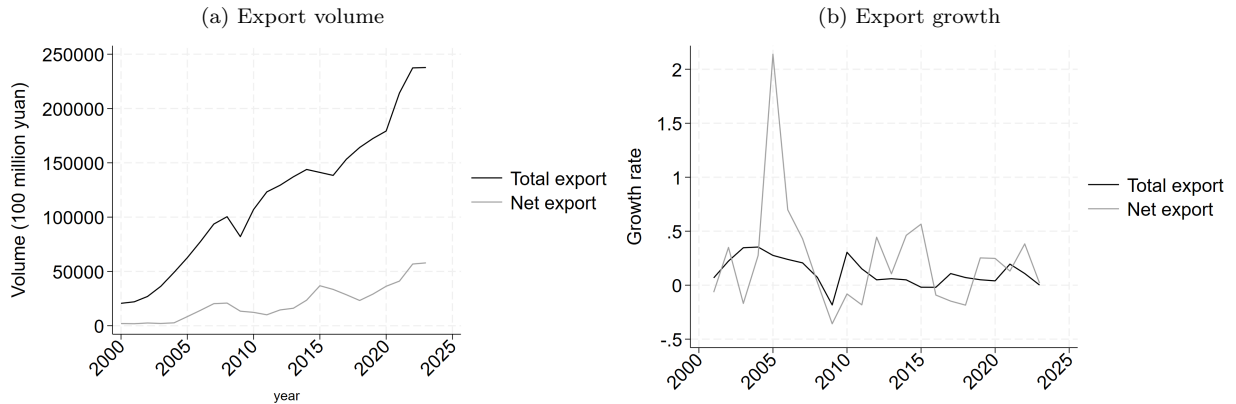 (a) Export volume
Volume (100 million yuan)
250000
200000
150000
100000
50000
0
2000
2005
2010
2015
2020
2025
year
Total export
Net export
(b) Export growth
Growth rate
2
1.5
1
.5
0
-.5
2000
2005
2010
2015
2020
2025
Total export
Net export